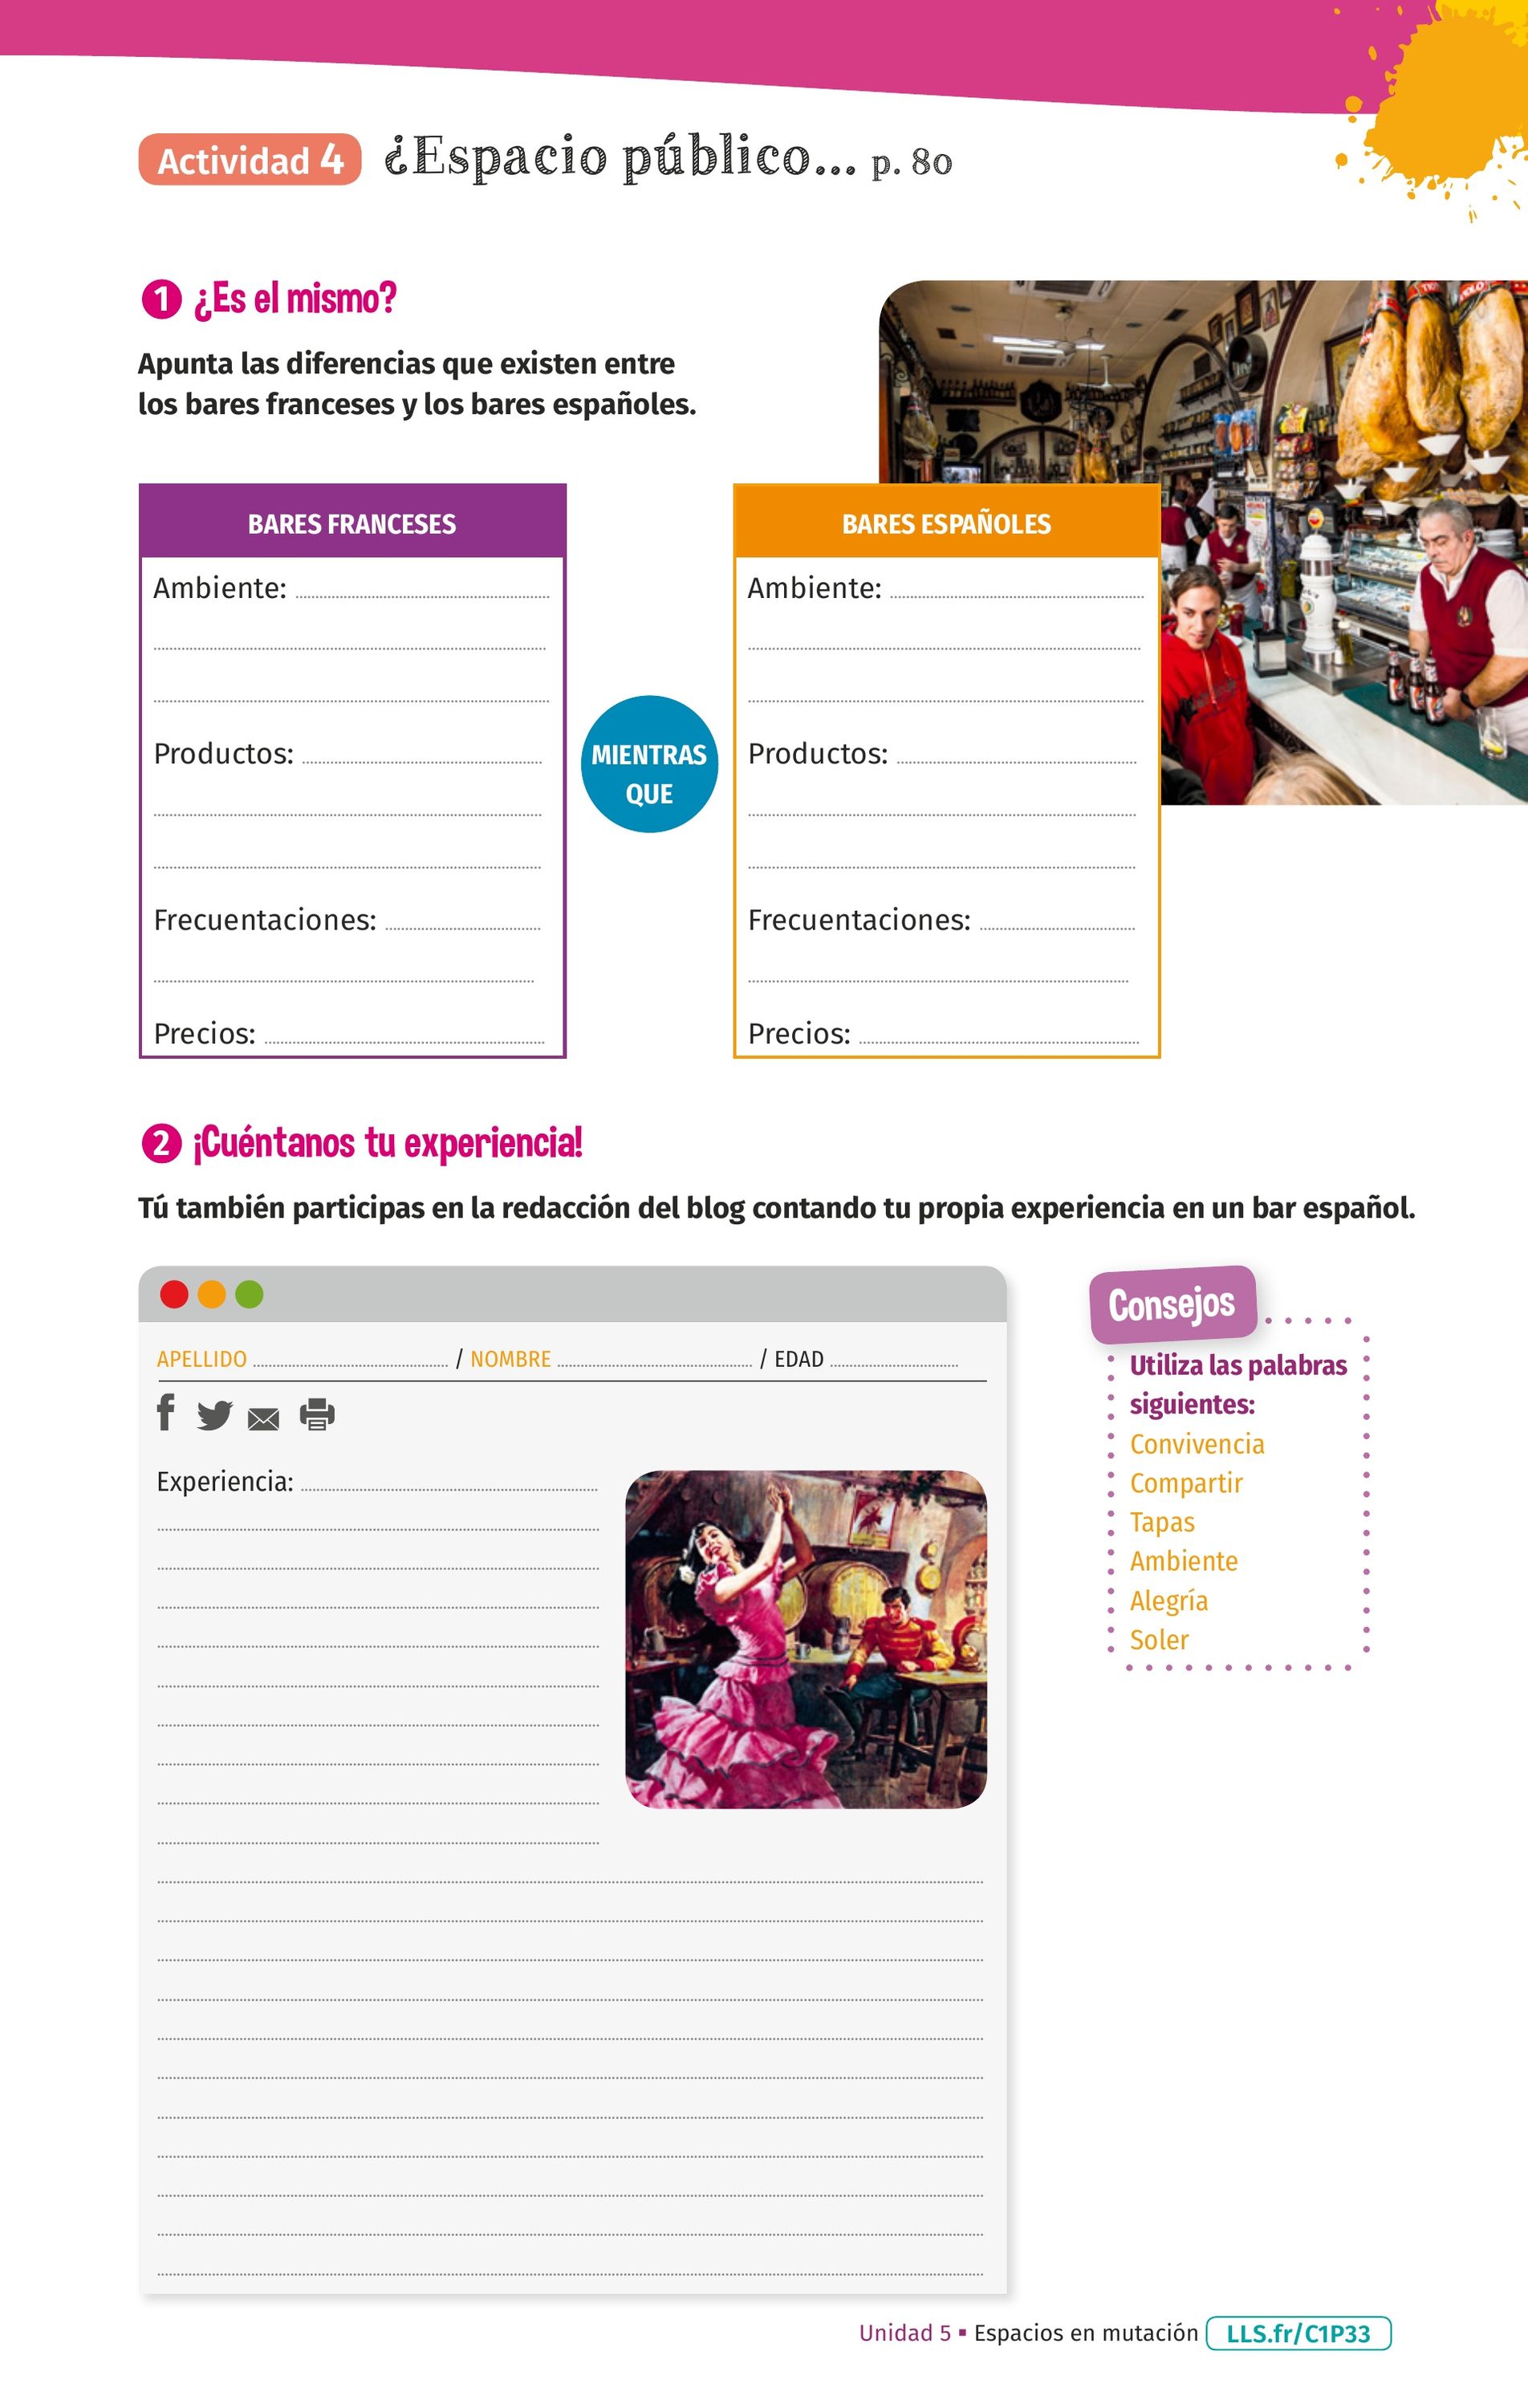 Actividad 4 ¿Espacio público... p. 80
1 ¿Es el mismo?
Apunta las diferencias que existen entre
los bares franceses y los bares españoles.
BARES FRANCESES
Ambiente:
Productos:
Frecuentaciones:
Precios:
MIENTRAS
QUE
BARES ESPAÑOLES
Ambiente:
Productos:
Frecuentaciones:
Precios:
2 ¡Cuéntanos tu experiencia!
Tú también participas en la redacción del blog contando tu propia experiencia en un bar español.
APELLIDO / NOMBRE / EDAD
Experiencia:
Consejos
Utiliza las palabras
siguientes:
Convivencia
Compartir
Tapas
Ambiente
Alegría
Soler
Unidad 5 ▪ Espacios en mutación LLS.fr/C1P33